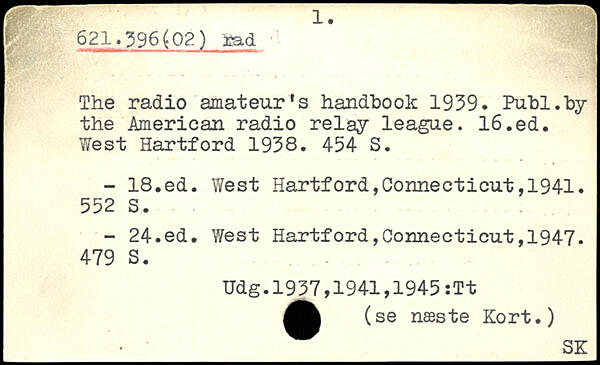 1.
621.396(02) rad
The radio amateur's handbook 1939. Publ.by
the American radio relay league. 16.ed.
West Hartford 1938. 454 S.
- 18.ed. West Hartford,Connecticut,1941.
552 S.
- 24.ed. West Hartford,Connecticut,1947.
479 S.
Udg.1937,1941,1945:Tt
(se næste Kort.)
SK